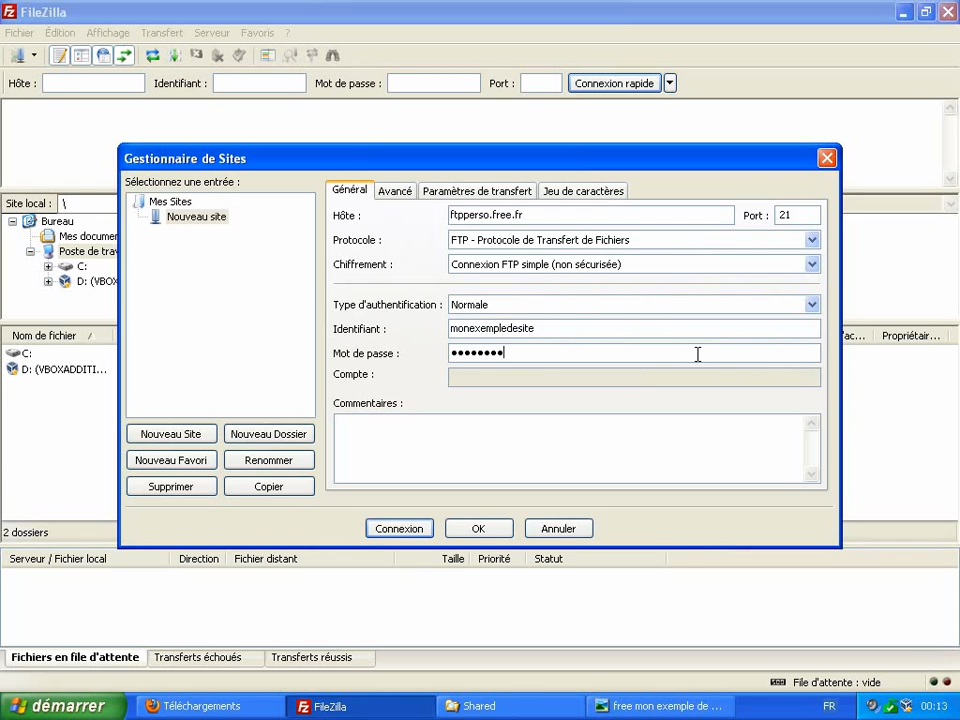 FileZilla
Fichier Édition Affichage Transfert Serveur Favoris ?
Hôte : Identifiant : Mot de passe : Port : Connexion rapide
Gestionnaire de Sites
Sélectionnez une entrée :
Mes Sites
Nouveau site
Nouveau Site Nouveau Dossier
Nouveau Favori Renommer
Supprimer Copier
Général Avancé Paramètres de transfert Jeu de caractères
Hôte : ftpperso.free.fr Port : 21
Protocole : FTP - Protocole de Transfert de Fichiers
Chiffrement : Connexion FTP simple (non sécurisée)
Type d'authentification : Normale
Identifiant : monexempledesite
Mot de passe : ●●●●●●●●
Compte :
Commentaires :
Connexion OK Annuler
Site local : \
Bureau
Mes docume
Poste de tra
C:
D: (VB
Nom de fichier
C:
D: (VBOXADDITI...
ac... Propriétair...
2 dossiers
Serveur / Fichier local Direction Fichier distant Taille Priorité Statut
Fichiers en file d'attente Transferts échoués Transferts réussis
File d'attente : vide
démarrer Téléchargements FileZilla Shared free mon exemple de ... FR 00:13